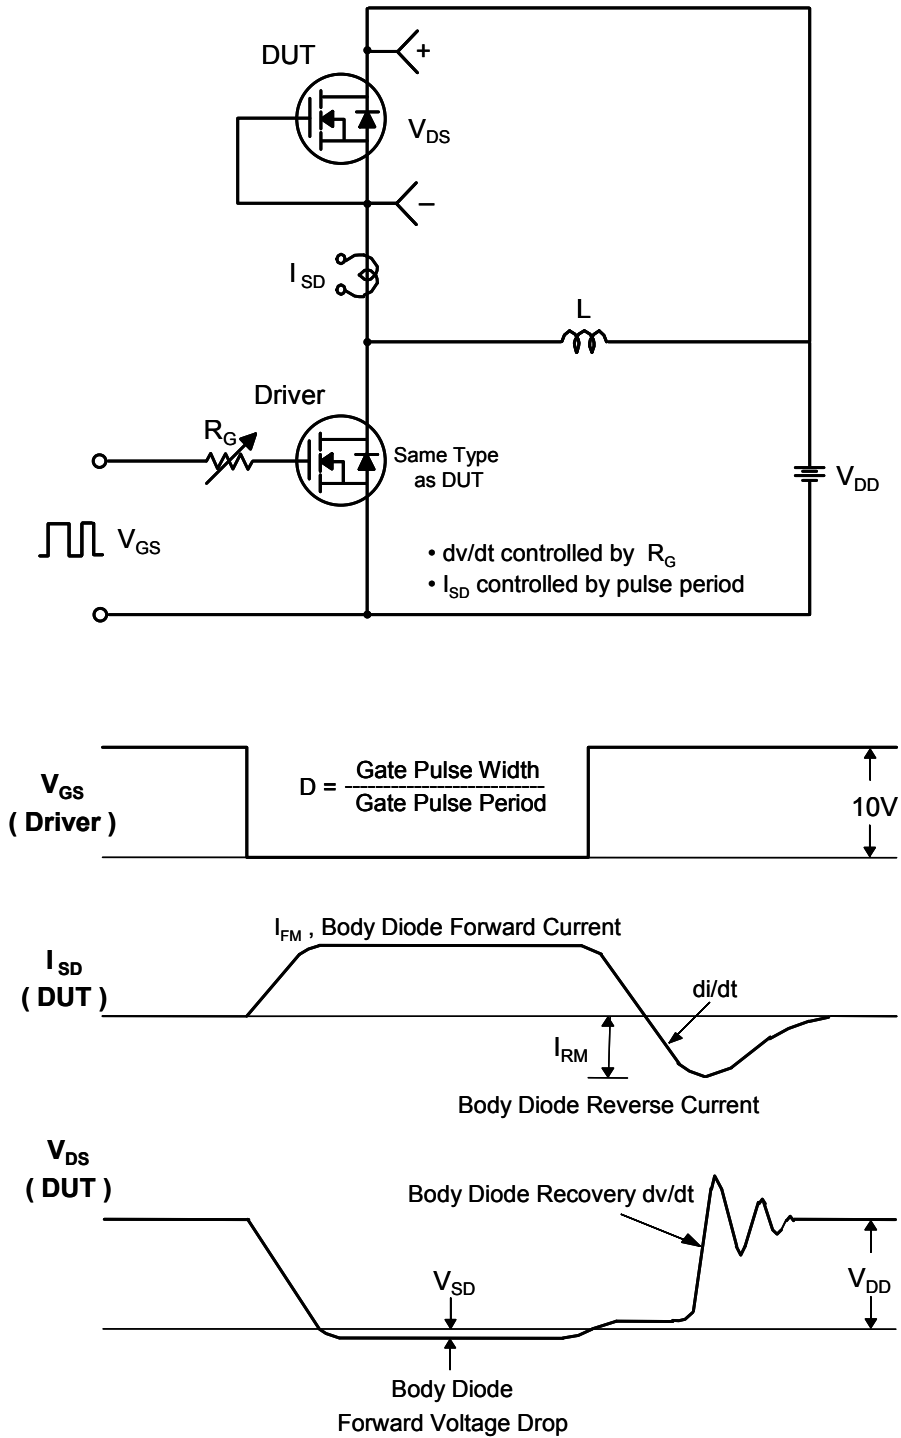 DUT
+
V_DS
–
I_SD
L
Driver
R_G
Same Type
as DUT
V_DD
V_GS
• dv/dt controlled by R_G
• I_SD controlled by pulse period
V_GS
( Driver )
D = Gate Pulse Width
Gate Pulse Period
10V
I_FM , Body Diode Forward Current
I_SD
( DUT )
di/dt
I_RM
Body Diode Reverse Current
V_DS
( DUT )
Body Diode Recovery dv/dt
V_SD
V_DD
Body Diode
Forward Voltage Drop